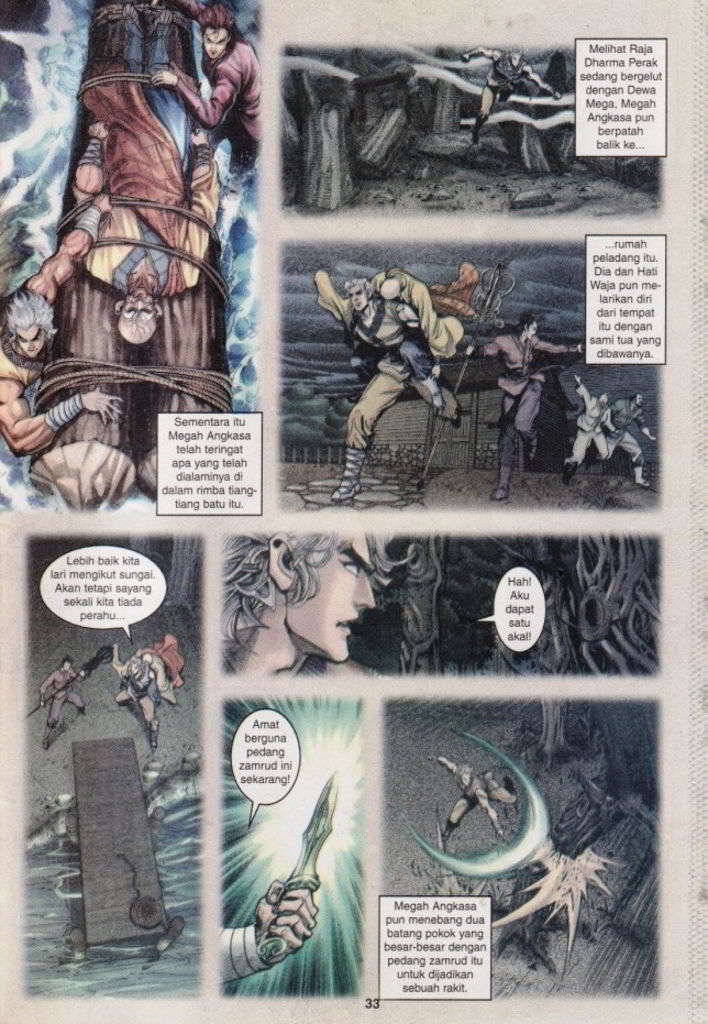 Sementara itu
Megah Angkasa
telah teringat
apa yang telah
dialaminya di
dalam rimba tiang-
tiang batu itu.
Melihat Raja
Dharma Perak
sedang bergelut
dengan Dewa
Mega, Megah
Angkasa pun
berpatah
balik ke...
...rumah
peladang itu.
Dia dan Hati
Waja pun me-
larikan diri
dari tempat
itu dengan
sami tua yang
dibawanya.
Lebih baik kita
lari mengikut sungai.
Akan tetapi sayang
sekali kita tiada
perahu...
Hah!
Aku
dapat
satu
akal!
Amat
berguna
pedang
zamrud ini
sekarang!
Megah Angkasa
pun menebang dua
batang pokok yang
besar-besar dengan
pedang zamrud itu
untuk dijadikan
sebuah rakit.
33